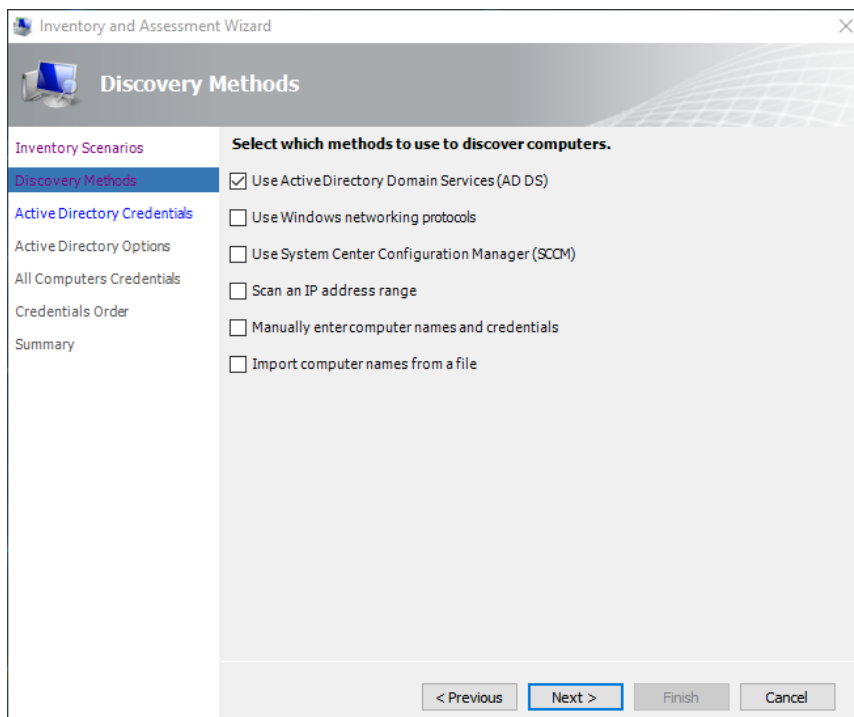 Inventory and Assessment Wizard
Discovery Methods
Inventory Scenarios
Discovery Methods
Active Directory Credentials
Active Directory Options
All Computers Credentials
Credentials Order
Summary
Select which methods to use to discover computers.
Use Active Directory Domain Services (AD DS)
Use Windows networking protocols
Use System Center Configuration Manager (SCCM)
Scan an IP address range
Manually enter computer names and credentials
Import computer names from a file
< Previous
Next >
Finish
Cancel